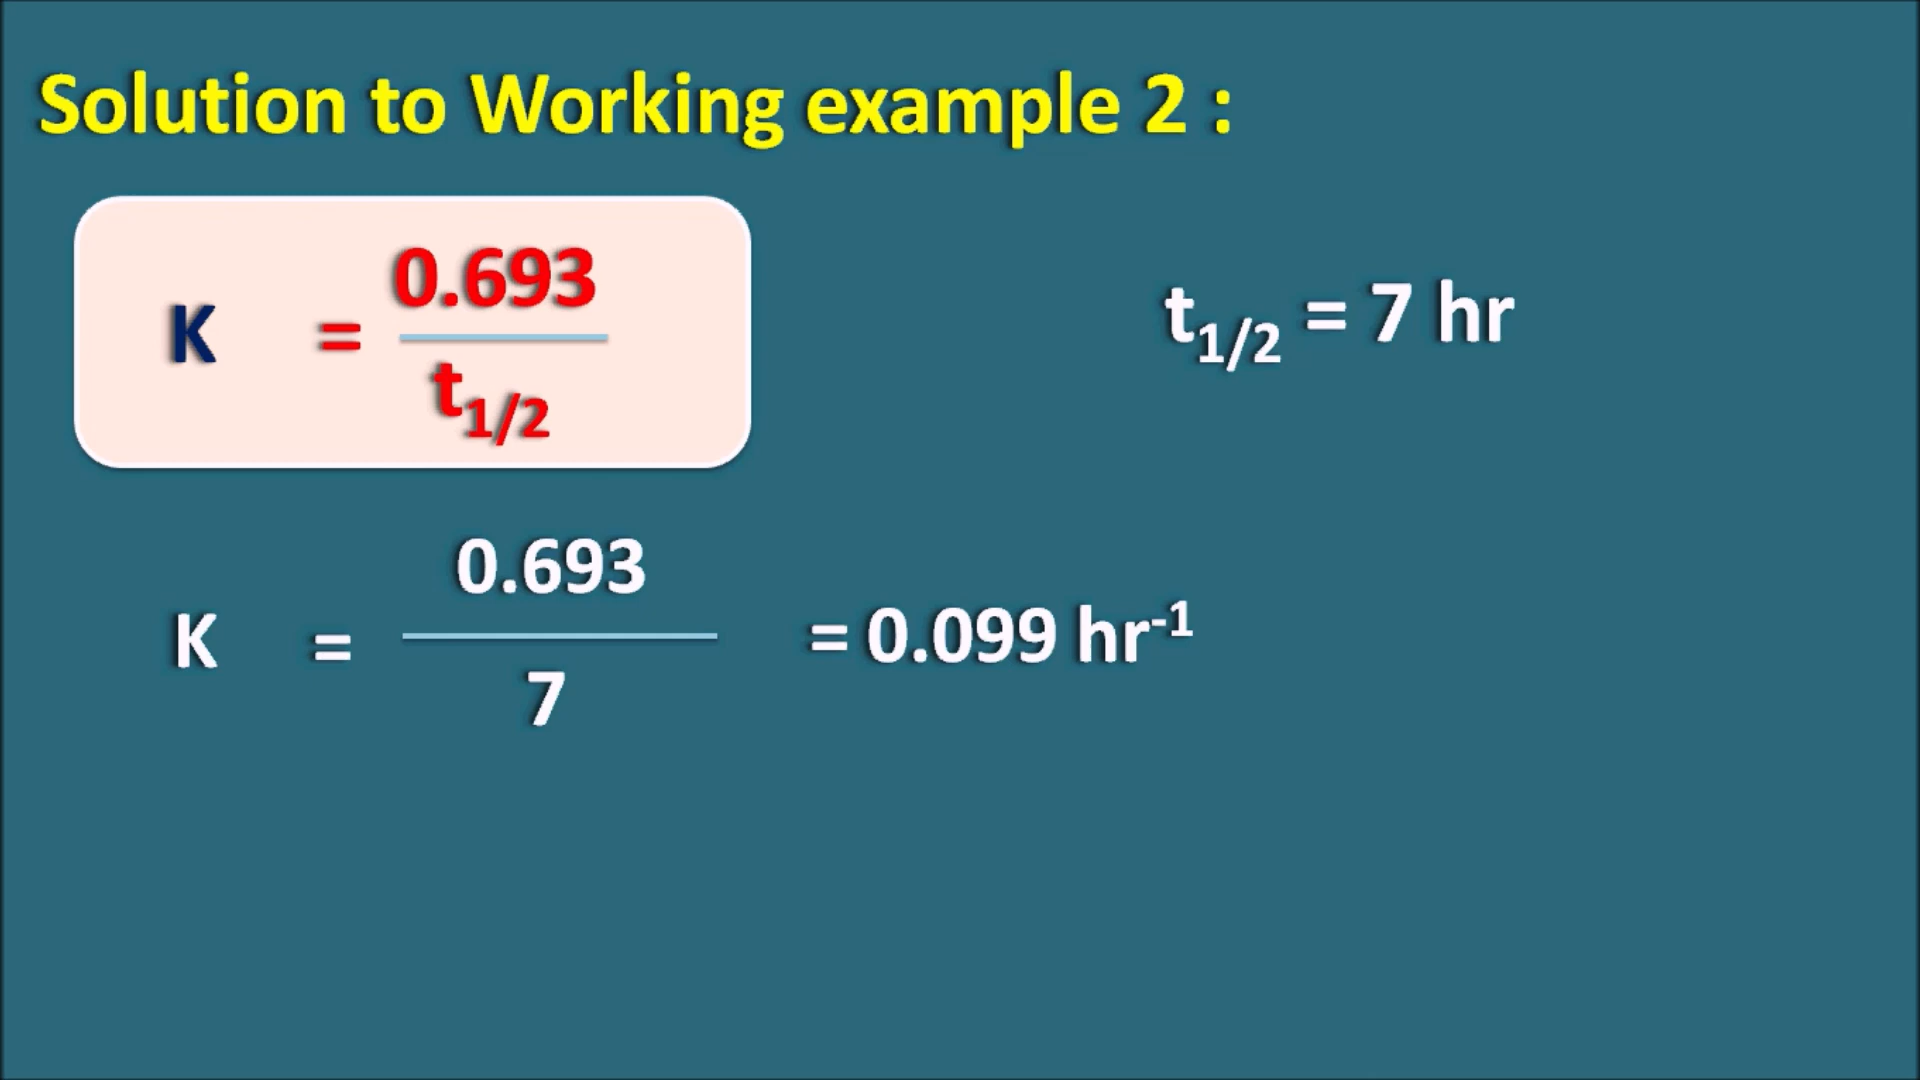 Solution to Working example 2 :
K = 0.693
t1/2
t1/2 = 7 hr
K = 0.693
7
= 0.099 hr-1